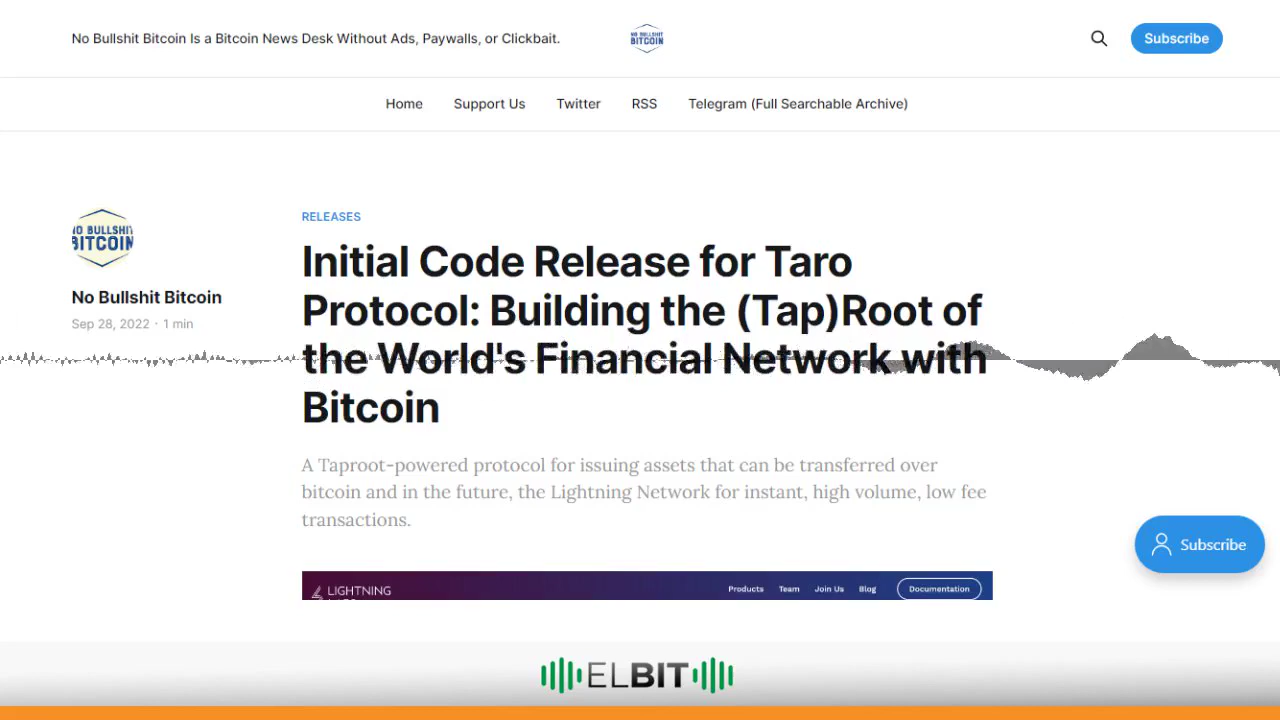 No Bullshit Bitcoin Is a Bitcoin News Desk Without Ads, Paywalls, or Clickbait.
NO BULLSHIT
BITCOIN
Subscribe
Home Support Us Twitter RSS Telegram (Full Searchable Archive)
NO BULLSHIT
BITCOIN
No Bullshit Bitcoin
Sep 28, 2022 · 1 min
RELEASES
Initial Code Release for Taro
Protocol: Building the (Tap)Root of
the World's Financial Network with
Bitcoin
A Taproot-powered protocol for issuing assets that can be transferred over
bitcoin and in the future, the Lightning Network for instant, high volume, low fee
transactions.
Subscribe
LIGHTNING
Products Team Join Us Blog Documentation
ELBIT